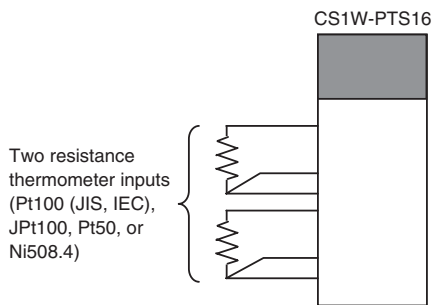 CS1W-PTS16
Two resistance
thermometer inputs
(Pt100 (JIS, IEC),
JPt100, Pt50, or
Ni508.4)